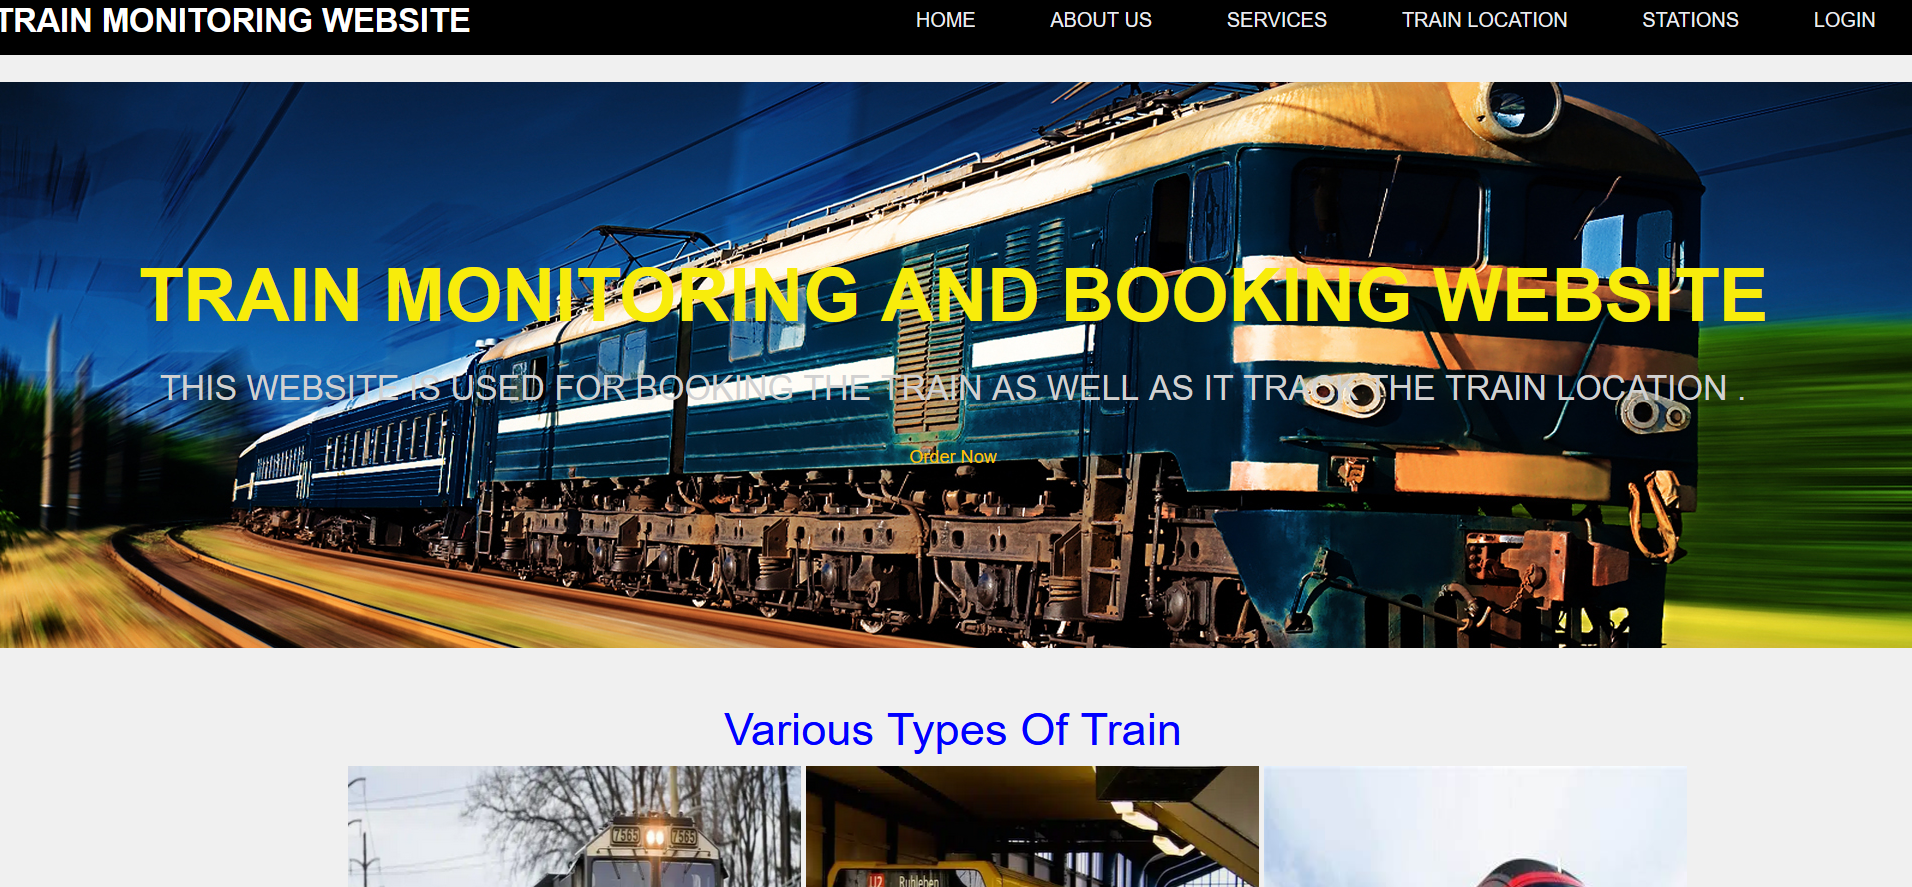 TRAIN MONITORING WEBSITE
HOME ABOUT US SERVICES TRAIN LOCATION STATIONS LOGIN
TRAIN MONITORING AND BOOKING WEBSITE
THIS WEBSITE IS USED FOR BOOKING THE TRAIN AS WELL AS IT TRACK THE TRAIN LOCATION .
Order Now
Various Types Of Train
7565 7565
U2 Ruhleben